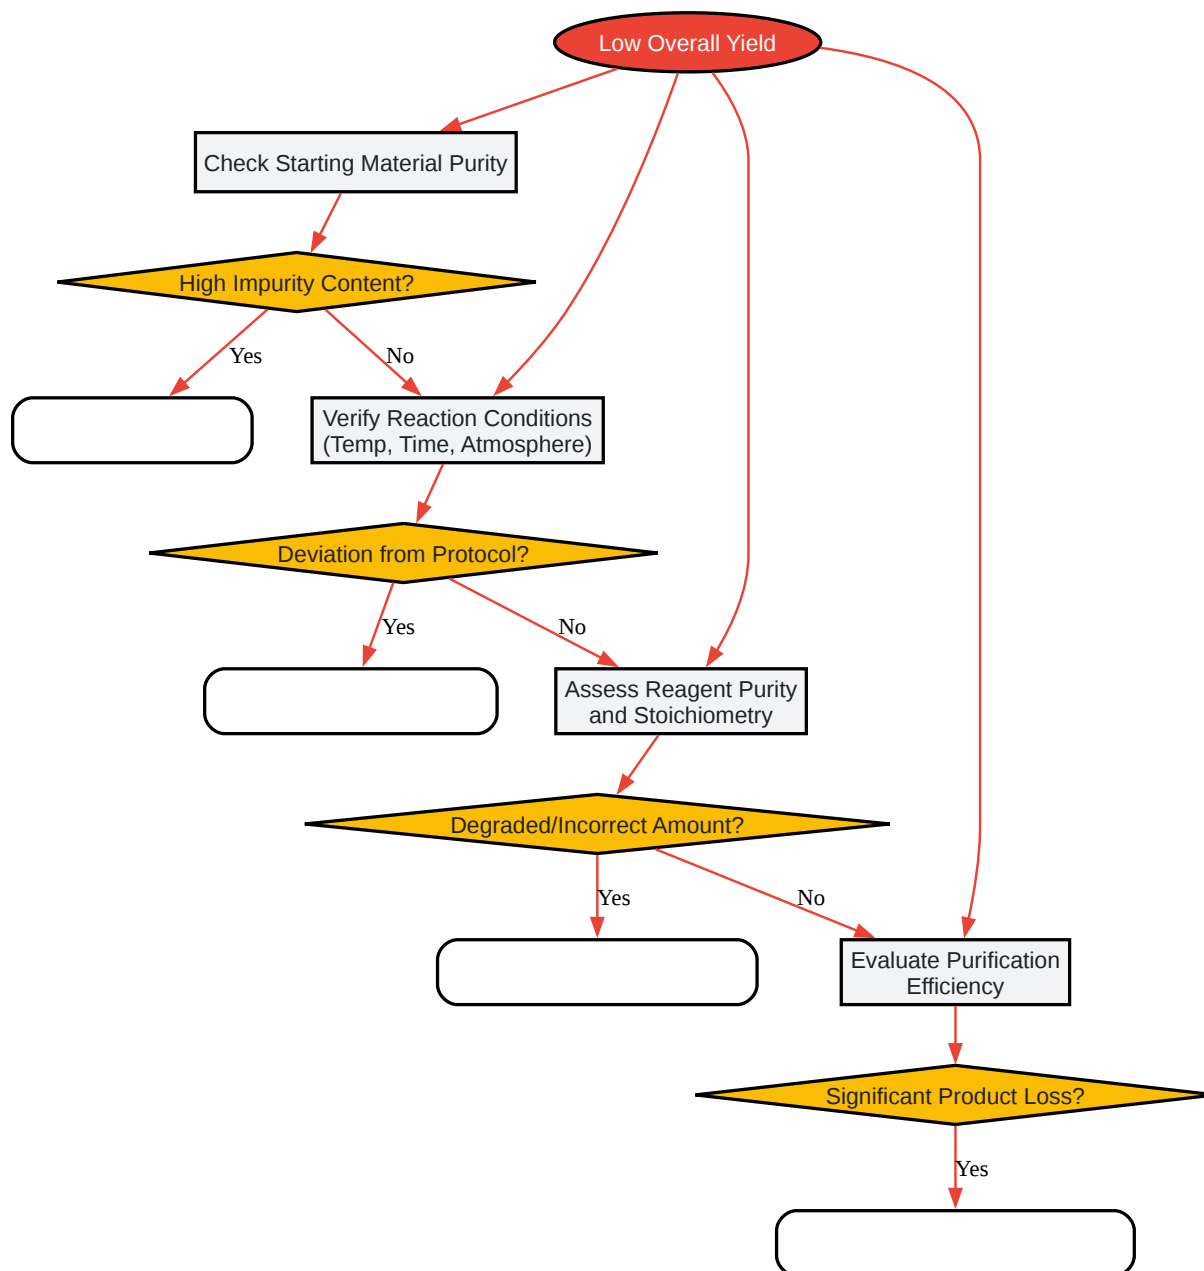 Low Overall Yield
Check Starting Material Purity
High Impurity Content?
Yes
No
Verify Reaction Conditions
(Temp, Time, Atmosphere)
Deviation from Protocol?
Yes
No
Assess Reagent Purity
and Stoichiometry
Degraded/Incorrect Amount?
Yes
No
Evaluate Purification
Efficiency
Significant Product Loss?
Yes